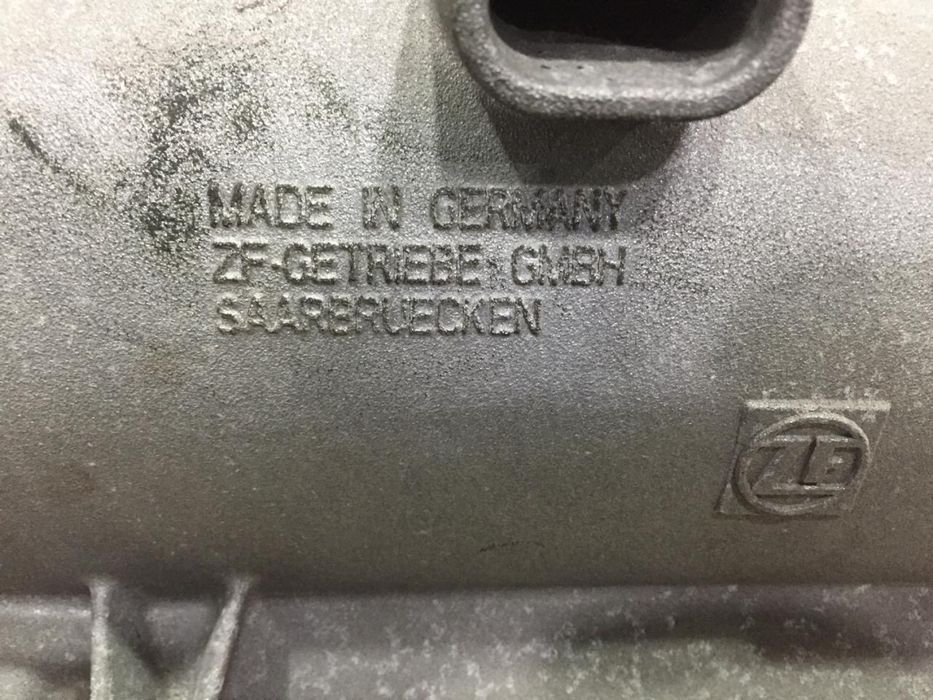 MADE IN GERMANY
ZF-GETRIEBE GMBH
SAARBRUECKEN
ZF